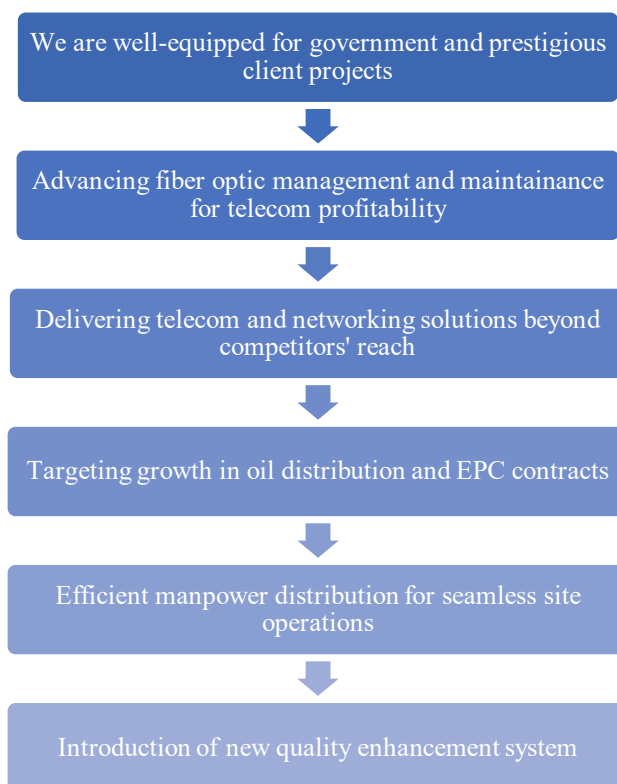 We are well-equipped for government and prestigious
client projects
Advancing fiber optic management and maintainance
for telecom profitability
Delivering telecom and networking solutions beyond
competitors' reach
Targeting growth in oil distribution and EPC contracts
Efficient manpower distribution for seamless site
operations
Introduction of new quality enhancement system